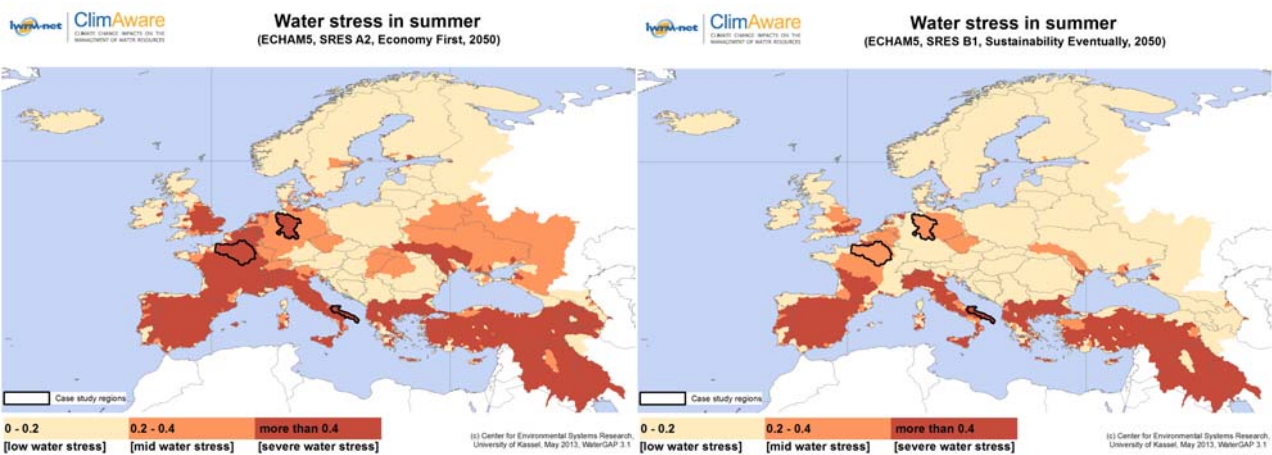 iwrm-net
ClimAware
CLIMATE CHANGE IMPACTS ON THE
MANAGEMENT OF WATER RESOURCES
Water stress in summer
(ECHAM5, SRES A2, Economy First, 2050)
Case study regions
0 - 0.2
0.2 - 0.4
more than 0.4
[low water stress]
[mid water stress]
[severe water stress]
(c) Center for Environmental Systems Research,
University of Kassel, May 2013, WaterGAP 3.1
iwrm-net
ClimAware
CLIMATE CHANGE IMPACTS ON THE
MANAGEMENT OF WATER RESOURCES
Water stress in summer
(ECHAM5, SRES B1, Sustainability Eventually, 2050)
Case study regions
0 - 0.2
0.2 - 0.4
more than 0.4
[low water stress]
[mid water stress]
[severe water stress]
(c) Center for Environmental Systems Research,
University of Kassel, May 2013, WaterGAP 3.1